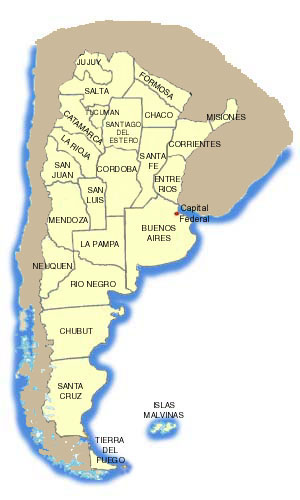 JUJUY
FORMOSA
SALTA
TUCUMAN
CHACO
MISIONES
CATAMARCA
SANTIAGO
DEL
ESTERO
CORRIENTES
LA RIOJA
SANTA
FE
SAN
JUAN
CORDOBA
ENTRE
RIOS
SAN
LUIS
Capital
Federal
MENDOZA
BUENOS
AIRES
LA PAMPA
NEUQUEN
RIO NEGRO
CHUBUT
SANTA
CRUZ
ISLAS
MALVINAS
TIERRA
DEL
FUEGO